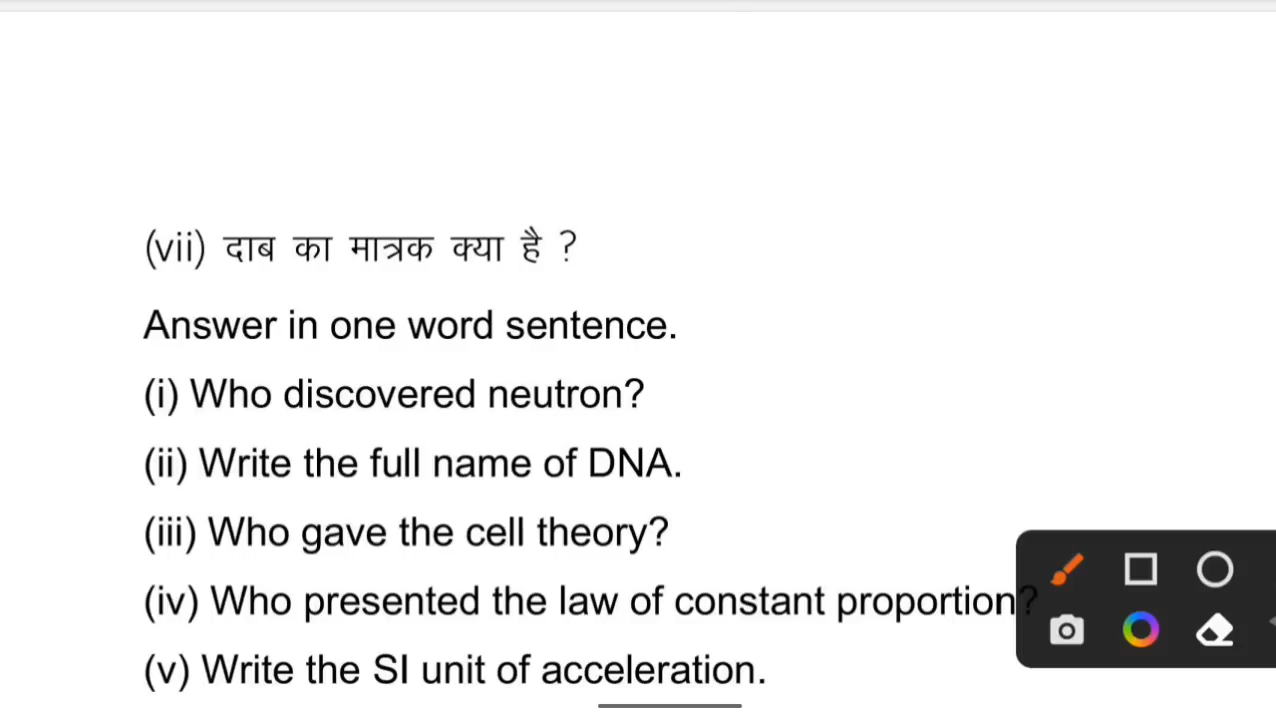 (vii) दाब का मात्रक क्या है ?
Answer in one word sentence.
(i) Who discovered neutron?
(ii) Write the full name of DNA.
(iii) Who gave the cell theory?
(iv) Who presented the law of constant proportion?
(v) Write the SI unit of acceleration.